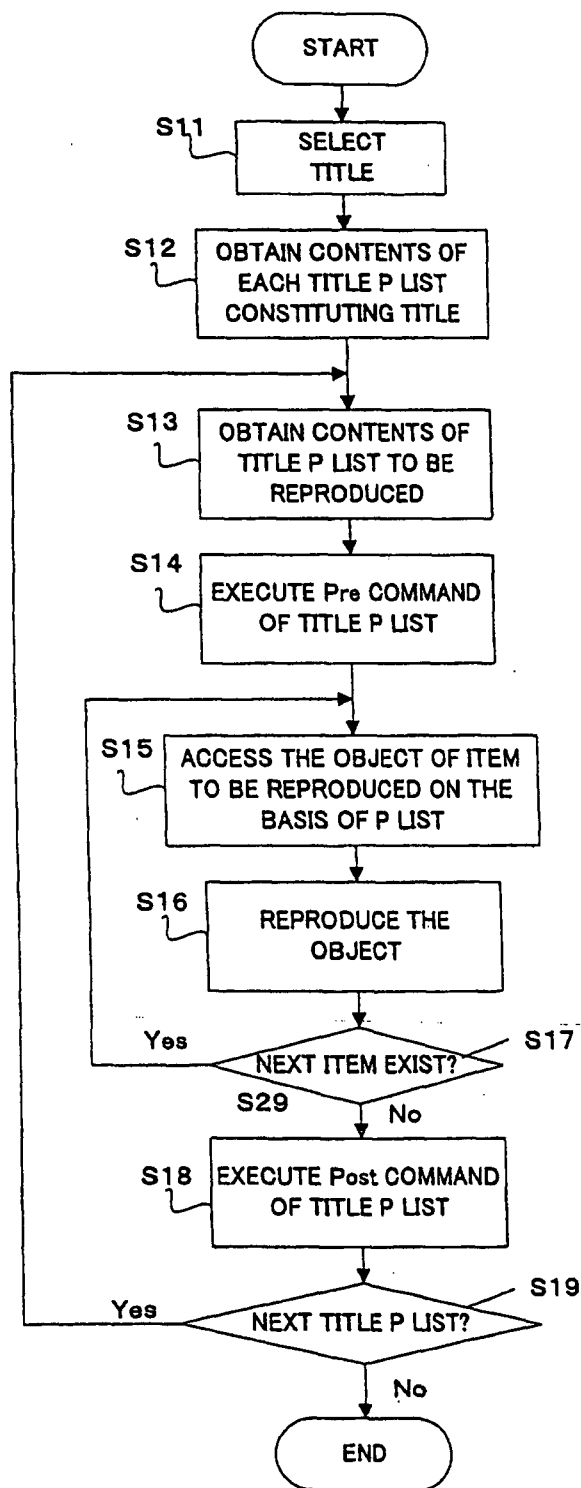 START
S11
SELECT
TITLE
S12
OBTAIN CONTENTS OF
EACH TITLE P LIST
CONSTITUTING TITLE
S13
OBTAIN CONTENTS OF
TITLE P LIST TO BE
REPRODUCED
S14
EXECUTE Pre COMMAND
OF TITLE P LIST
S15
ACCESS THE OBJECT OF ITEM
TO BE REPRODUCED ON THE
BASIS OF P LIST
S16
REPRODUCE THE
OBJECT
Yes
NEXT ITEM EXIST?
S17
S29
No
S18
EXECUTE Post COMMAND
OF TITLE P LIST
S19
Yes
NEXT TITLE P LIST?
No
END